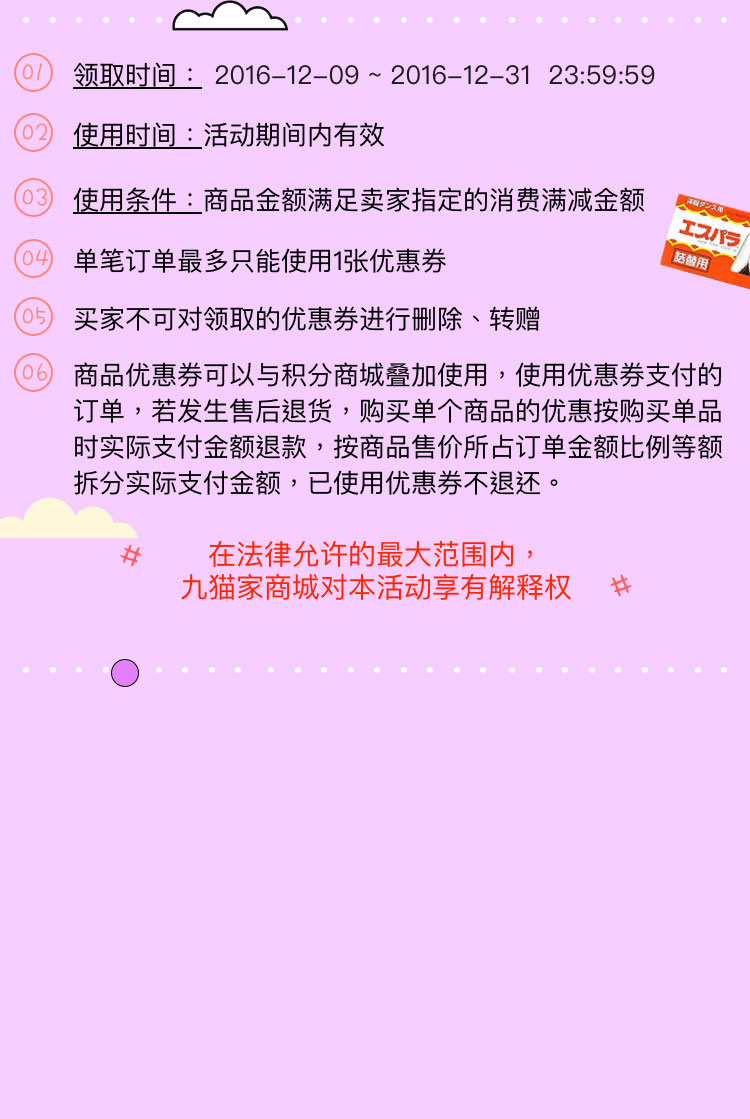 01 领取时间： 2016-12-09 ~ 2016-12-31 23:59:59
02 使用时间：活动期间内有效
03 使用条件：商品金额满足卖家指定的消费满减金额
洋服ダンス用
エスパラ
詰替用
04 单笔订单最多只能使用1张优惠券
05 买家不可对领取的优惠券进行删除、转赠
06 商品优惠券可以与积分商城叠加使用，使用优惠券支付的
订单，若发生售后退货，购买单个商品的优惠按购买单品
时实际支付金额退款，按商品售价所占订单金额比例等额
拆分实际支付金额，已使用优惠券不退还。
# 在法律允许的最大范围内，
九猫家商城对本活动享有解释权 #